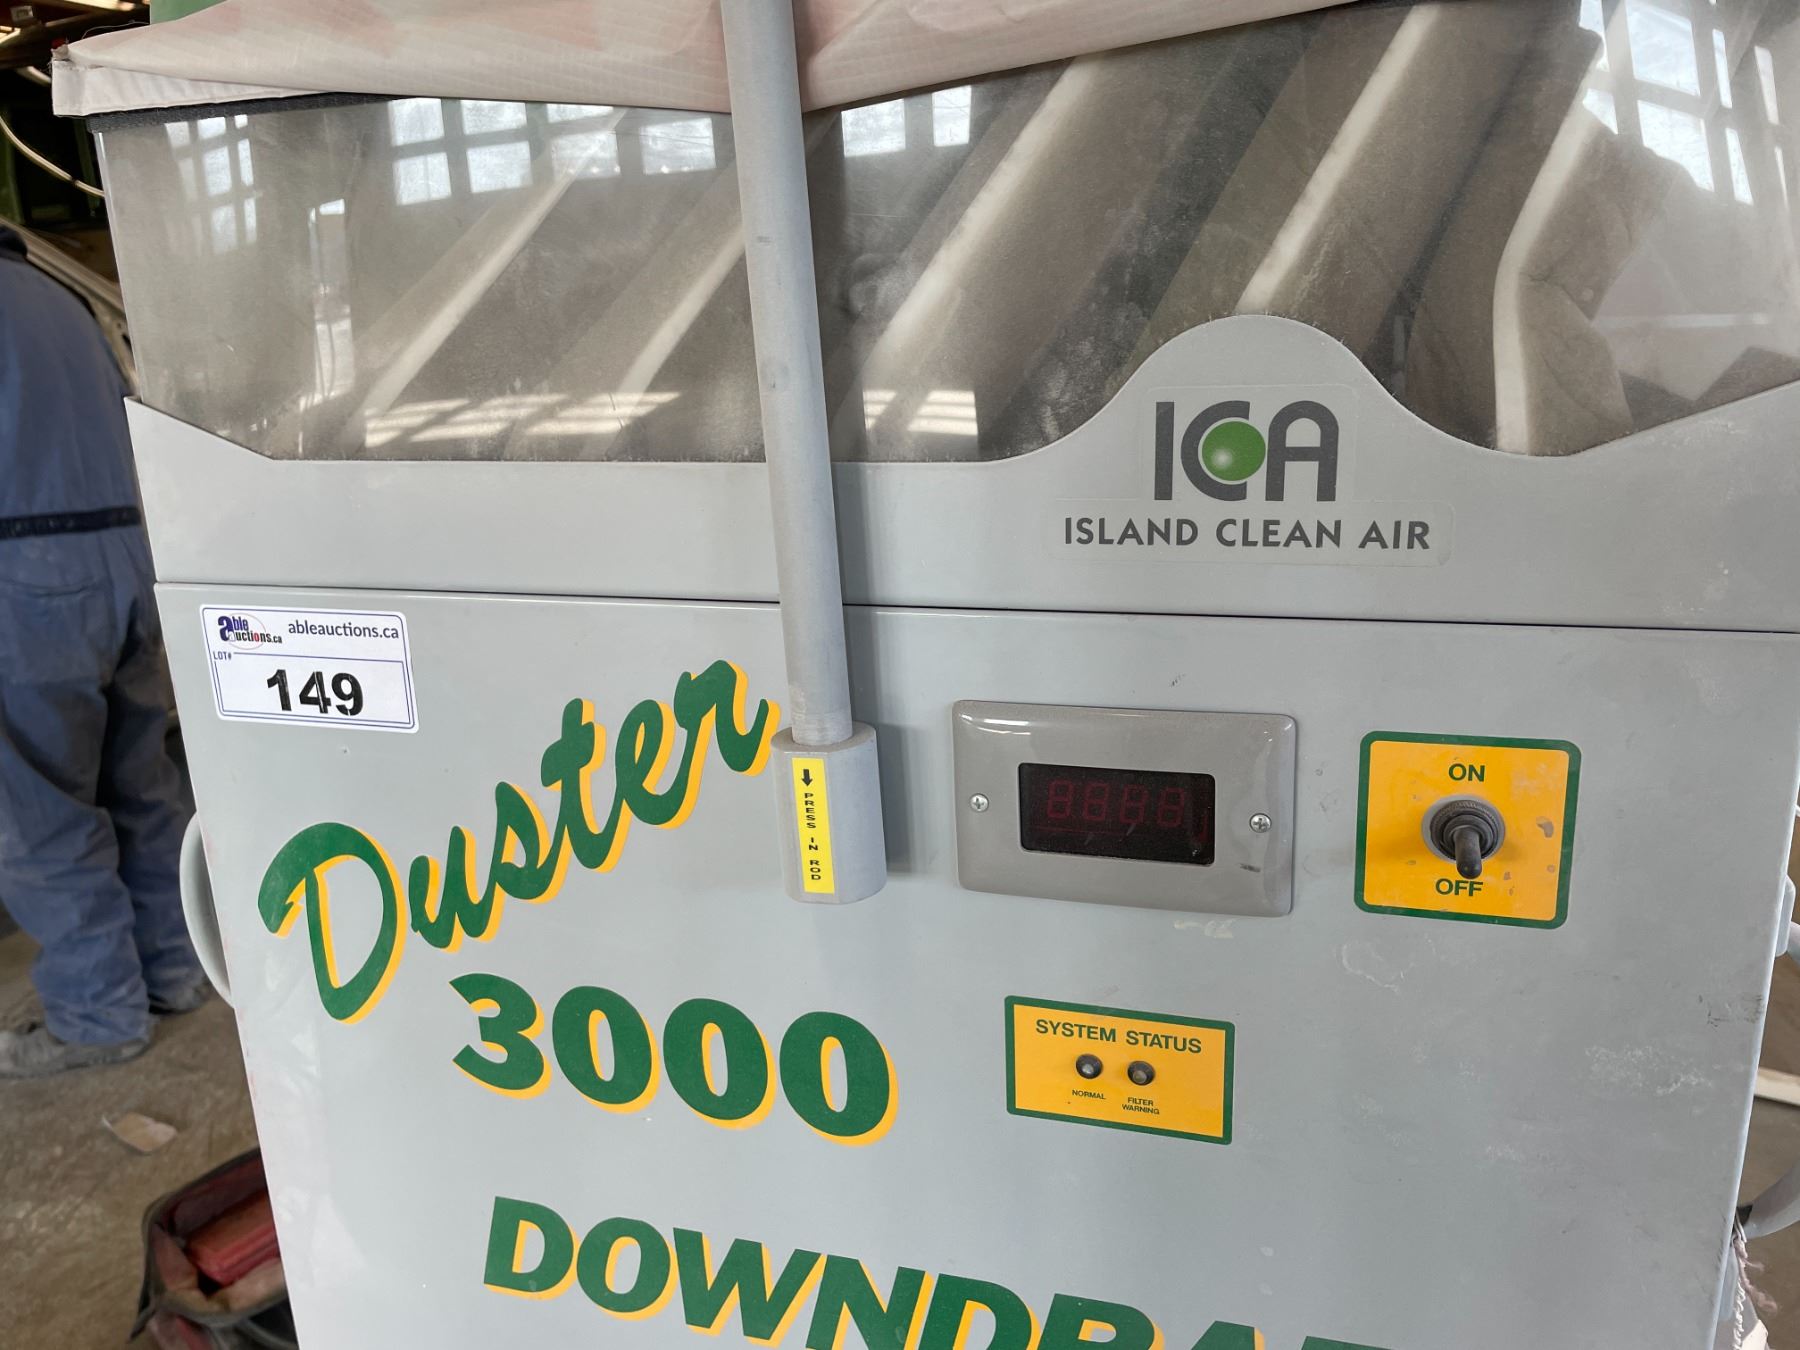 ICA
ISLAND CLEAN AIR
able
auctions.ca
ableauctions.ca
LOT#
149
Duster
3000
PRESS IN ROD
ON
OFF
SYSTEM STATUS
NORMAL
FILTER
WARNING